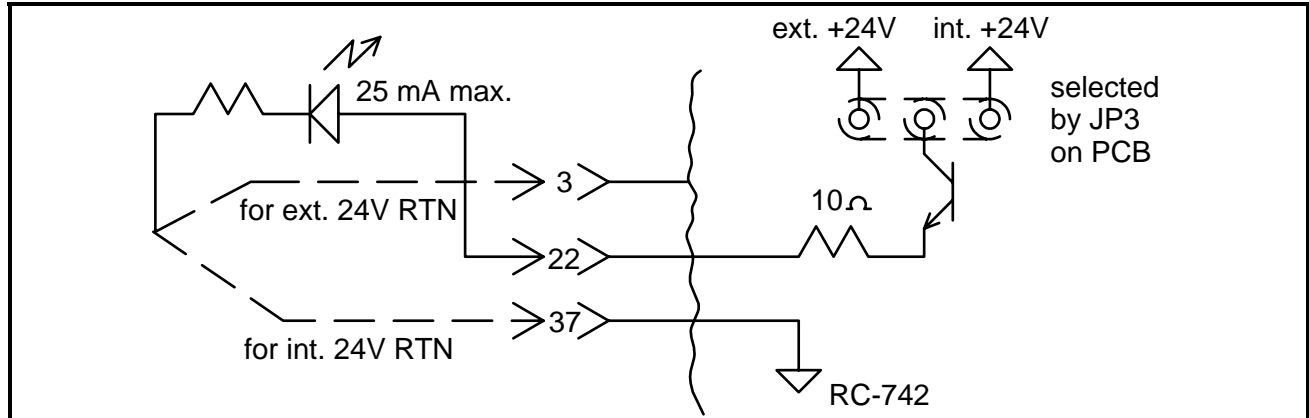 ext. +24V int. +24V
25 mA max.
selected
by JP3
on PCB
3
for ext. 24V RTN
10Ω
22
37
for int. 24V RTN
RC-742